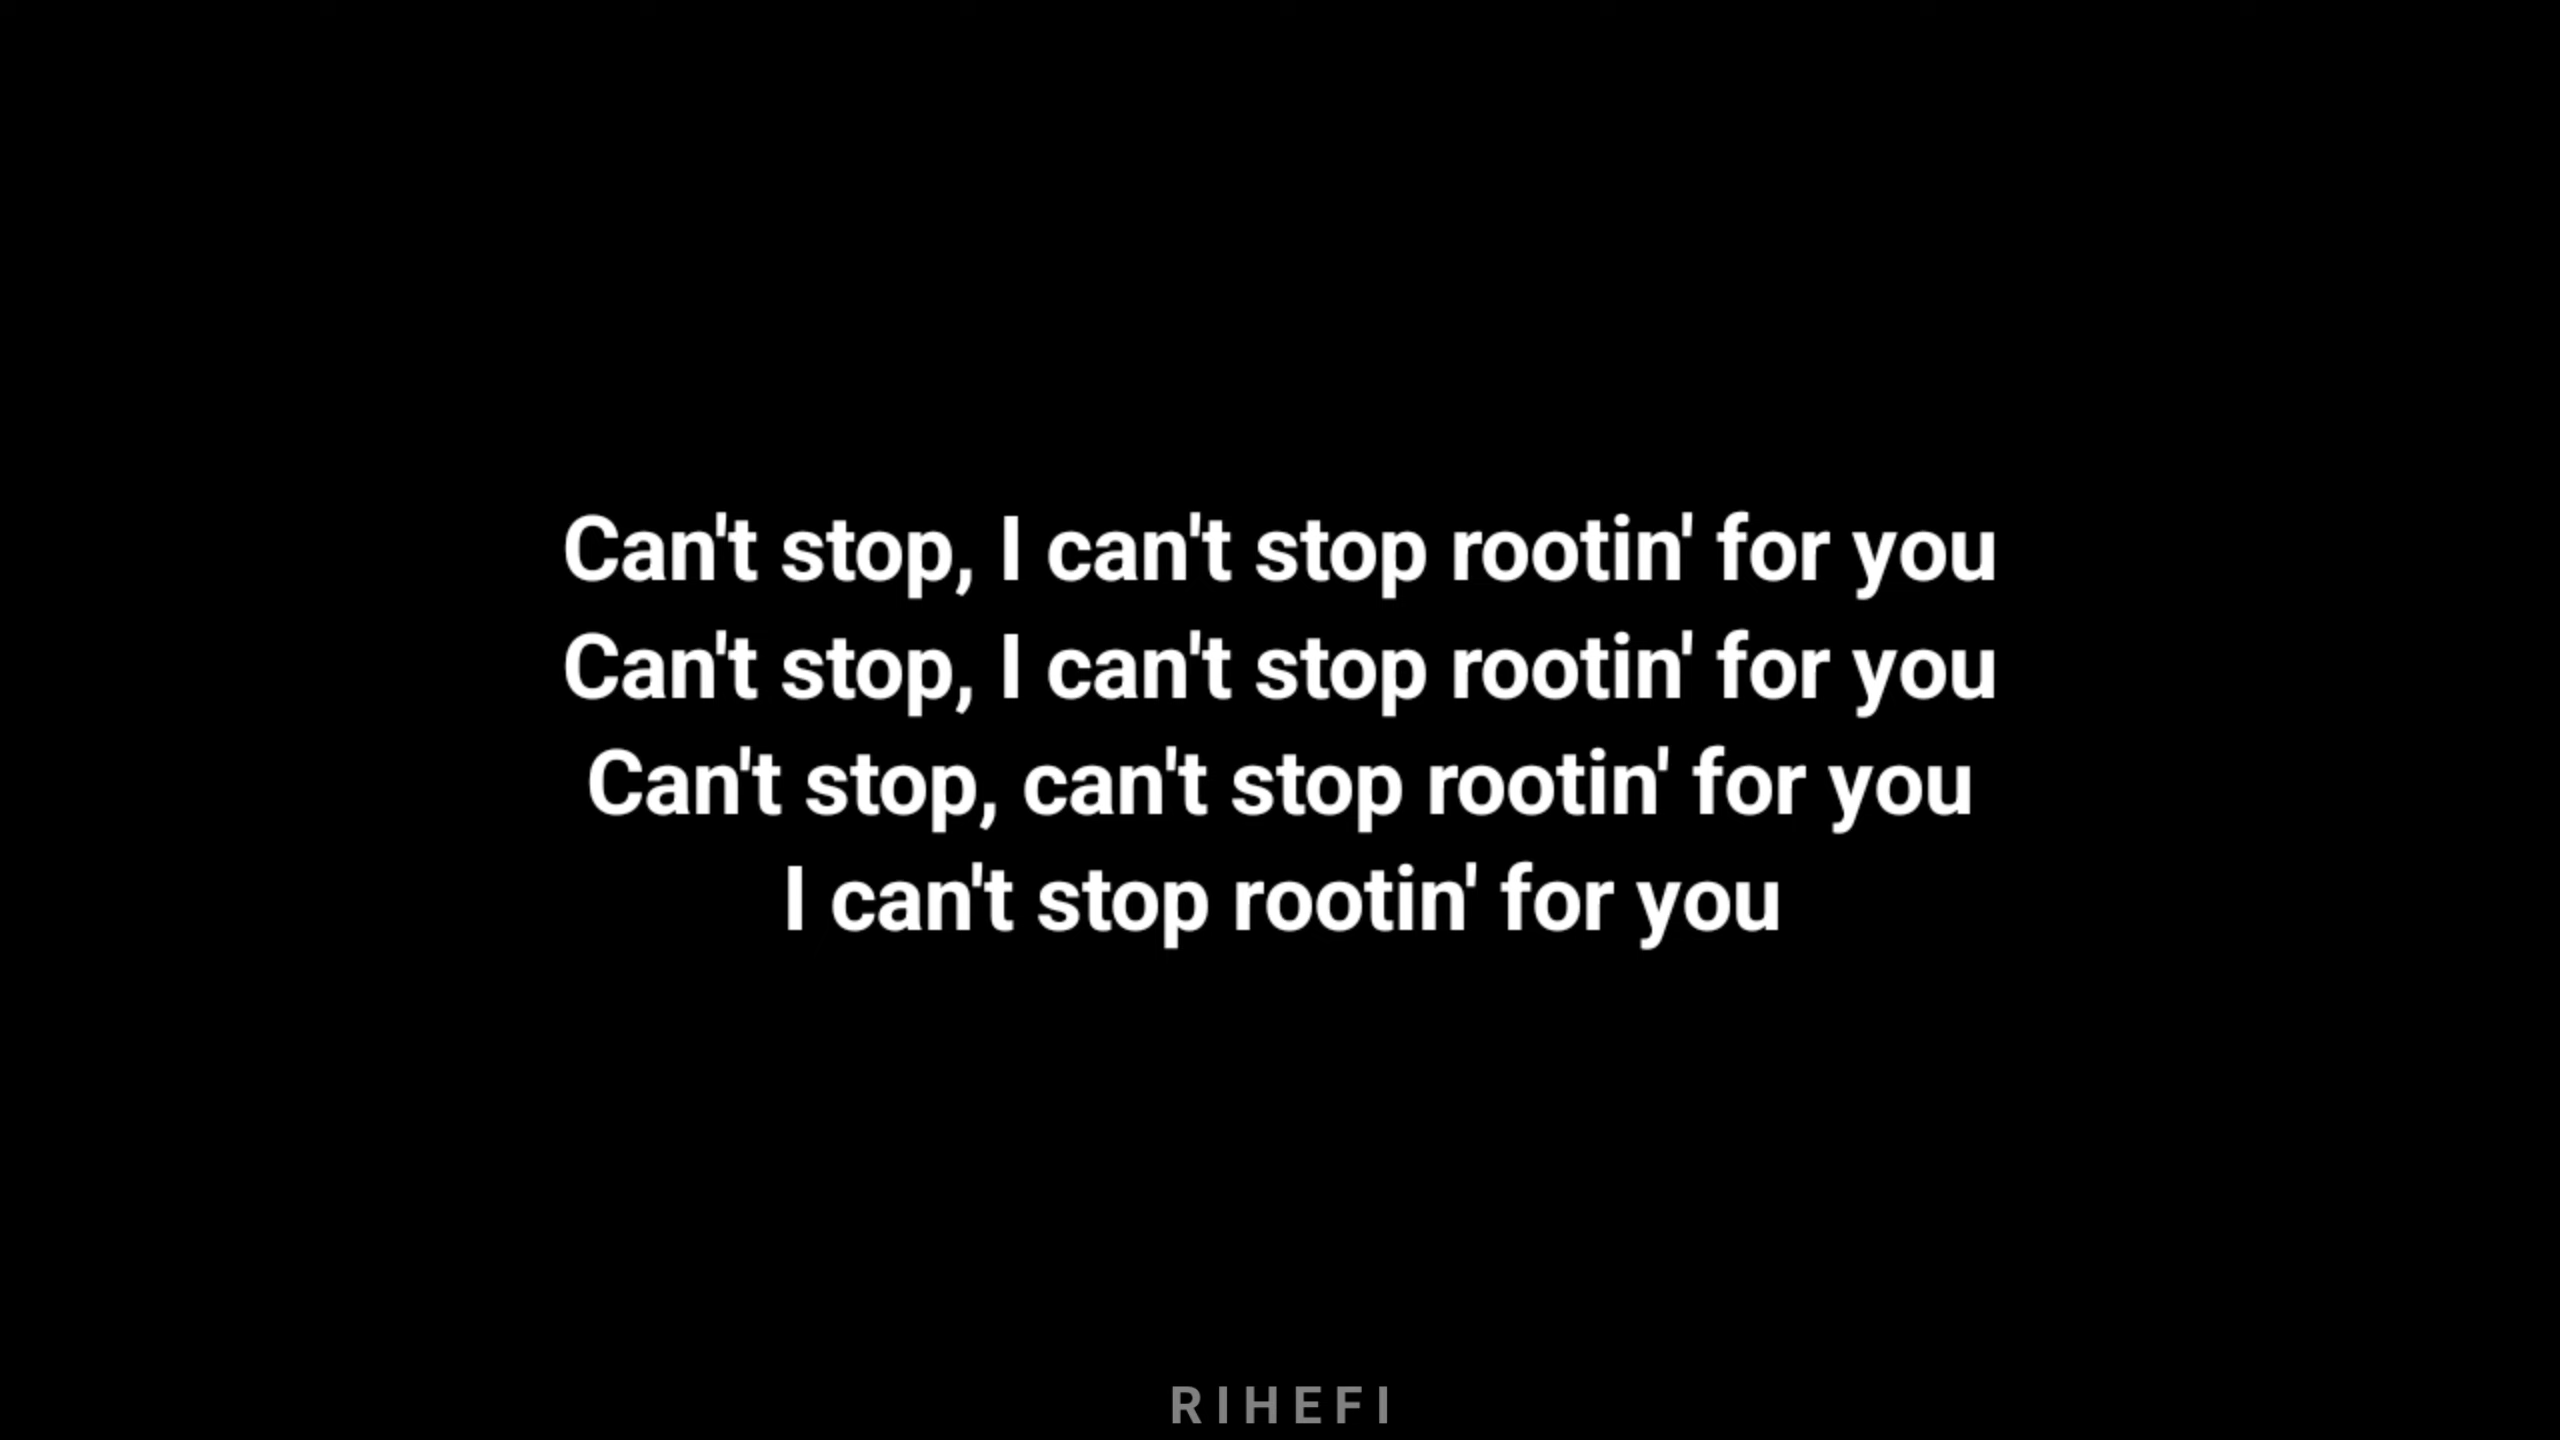 Can't stop, I can't stop rootin' for you
Can't stop, I can't stop rootin' for you
Can't stop, can't stop rootin' for you
I can't stop rootin' for you
RIHEFI